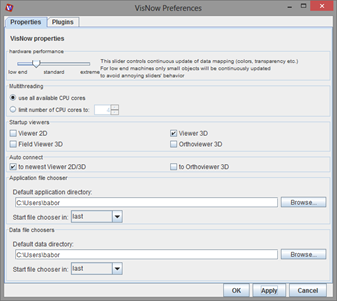 VisNow Preferences
Properties Plugins
VisNow properties
hardware performance
This slider controls continuous update of data mapping (colors, transparency etc.)
For low end machines only small objects will be continuously updated
to avoid annoying sliders' behavior
low end standard extreme
Multithreading
use all available CPU cores
limit number of CPU cores to:
Startup viewers
Viewer 2D Viewer 3D
Field Viewer 3D Orthoviewer 3D
Auto connect
to newest Viewer 2D/3D to Orthoviewer 3D
Application file chooser
Default application directory:
C:\Users\babor Browse...
Start file chooser in: last
Data file choosers
Default data directory:
C:\Users\babor Browse...
Start file chooser in: last
OK Apply Cancel